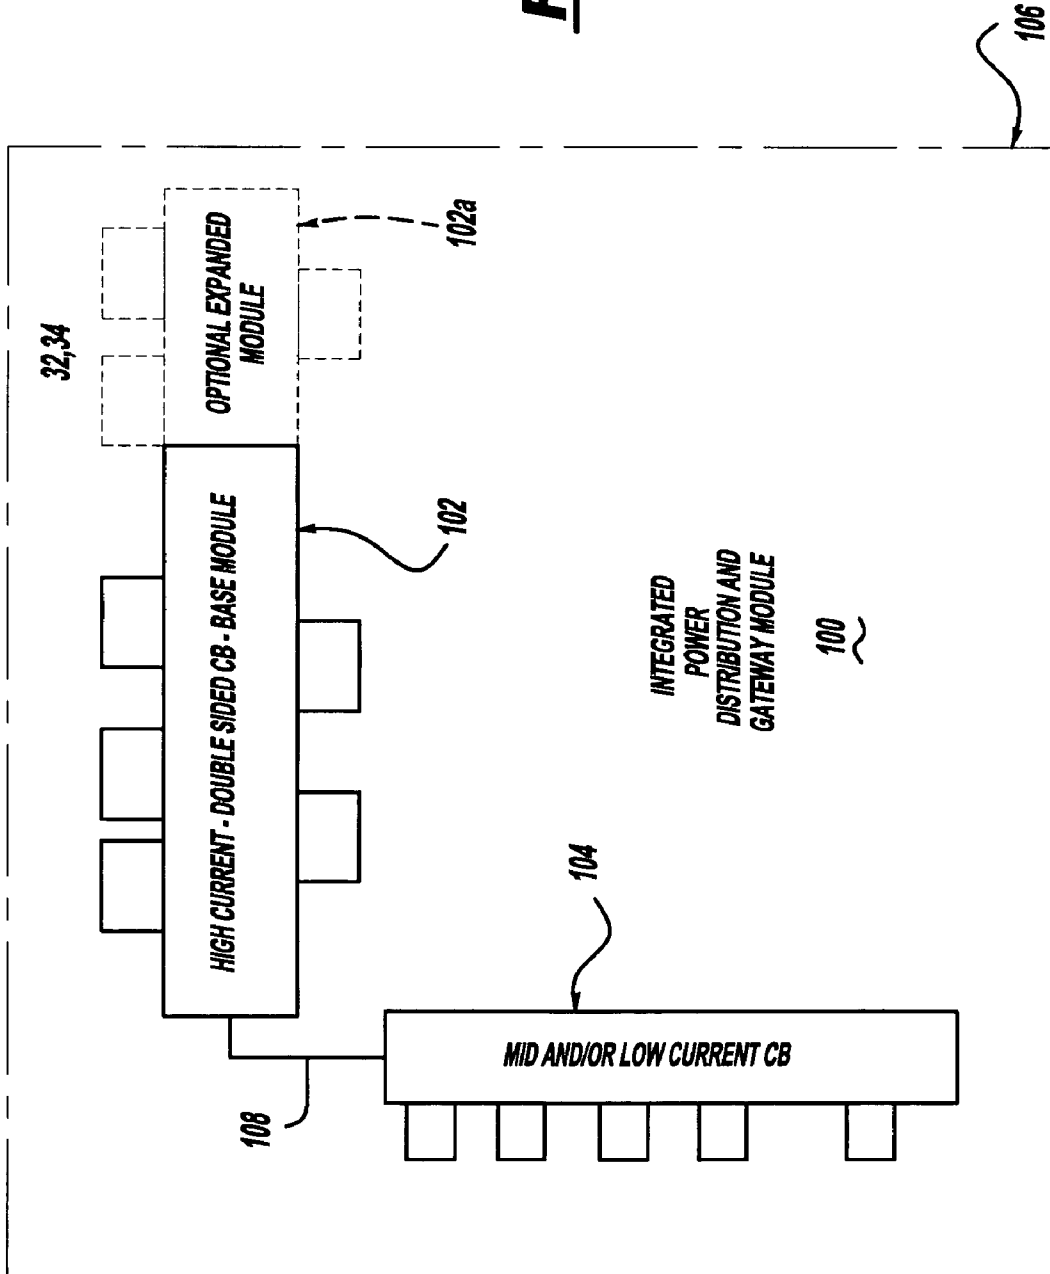 106
32,34
OPTIONAL EXPANDED
MODULE
102a
HIGH CURRENT - DOUBLE SIDED CB - BASE MODULE
102
INTEGRATED
POWER
DISTRIBUTION AND
GATEWAY MODULE
100
104
MID AND/OR LOW CURRENT CB
108